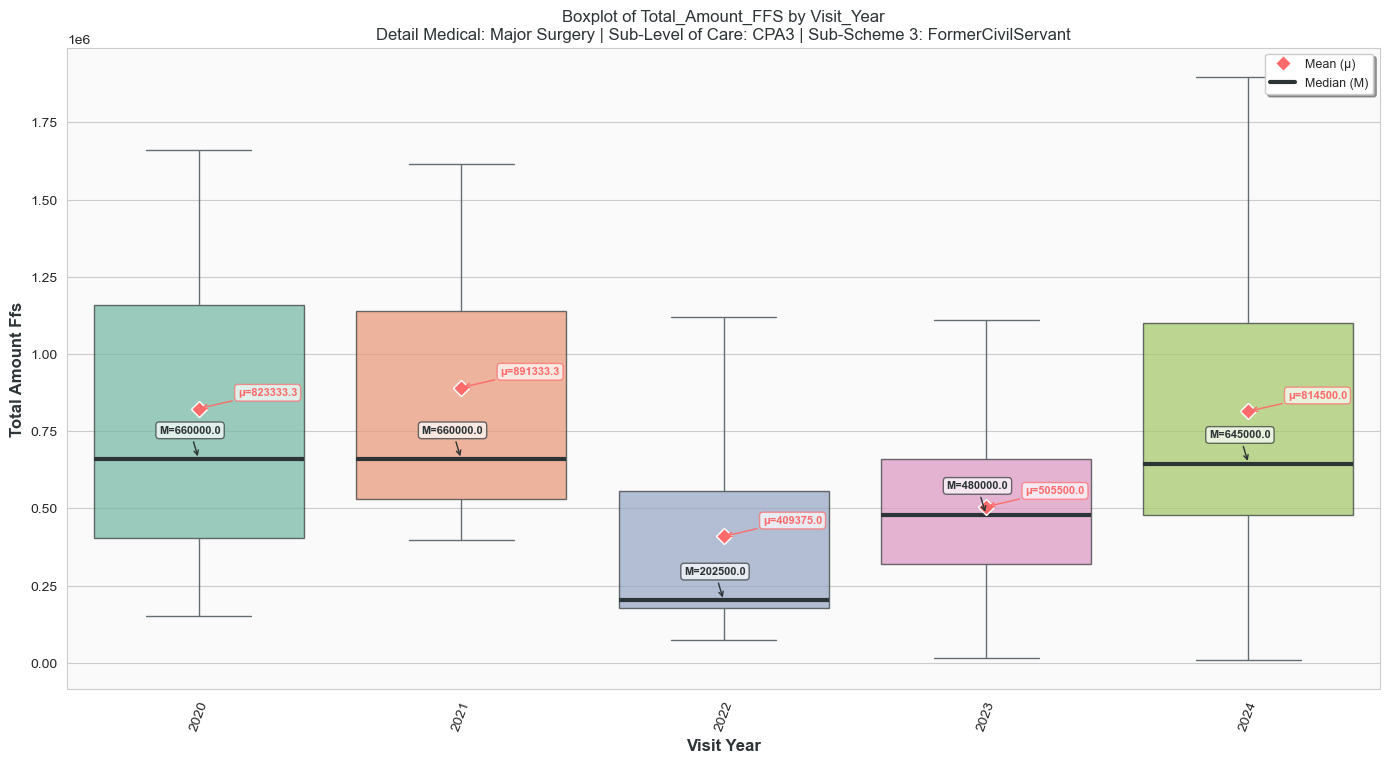 Boxplot of Total_Amount_FFS by Visit_Year
Detail Medical: Major Surgery | Sub-Level of Care: CPA3 | Sub-Scheme 3: FormerCivilServant
1e6
Mean (μ)
Median (M)
1.75
1.50
1.25
1.00
0.75
0.50
0.25
0.00
Total Amount Ffs
μ=823333.3
M=660000.0
μ=891333.3
M=660000.0
μ=409375.0
M=202500.0
M=480000.0
μ=505500.0
μ=814500.0
M=645000.0
2020
2021
2022
2023
2024
Visit Year